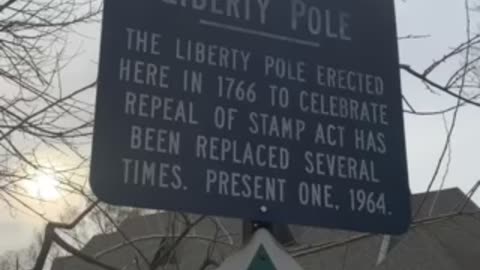 LIBERTY POLE
THE LIBERTY POLE ERECTED
HERE IN 1766 TO CELEBRATE
REPEAL OF STAMP ACT HAS
BEEN REPLACED SEVERAL
TIMES. PRESENT ONE, 1964.